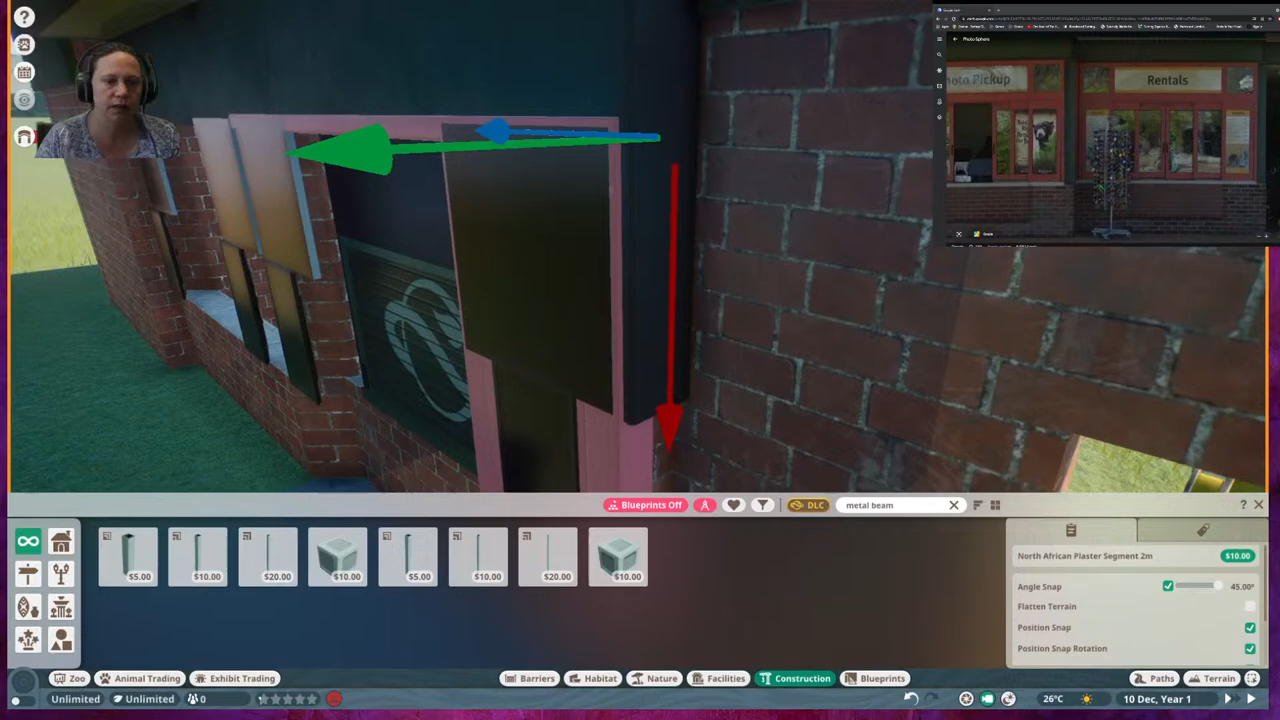 Photo Sphere
hoto Pickup
Rentals
Blueprints Off
DLC
metal beam
?
$5.00
$10.00
$20.00
$10.00
$5.00
$10.00
$20.00
$10.00
North African Plaster Segment 2m
$10.00
Angle Snap
45.00°
Flatten Terrain
Position Snap
Position Snap Rotation
Zoo
Animal Trading
Exhibit Trading
Barriers
Habitat
Nature
Facilities
Construction
Blueprints
Paths
Terrain
Unlimited
Unlimited
0
26°C
10 Dec, Year 1